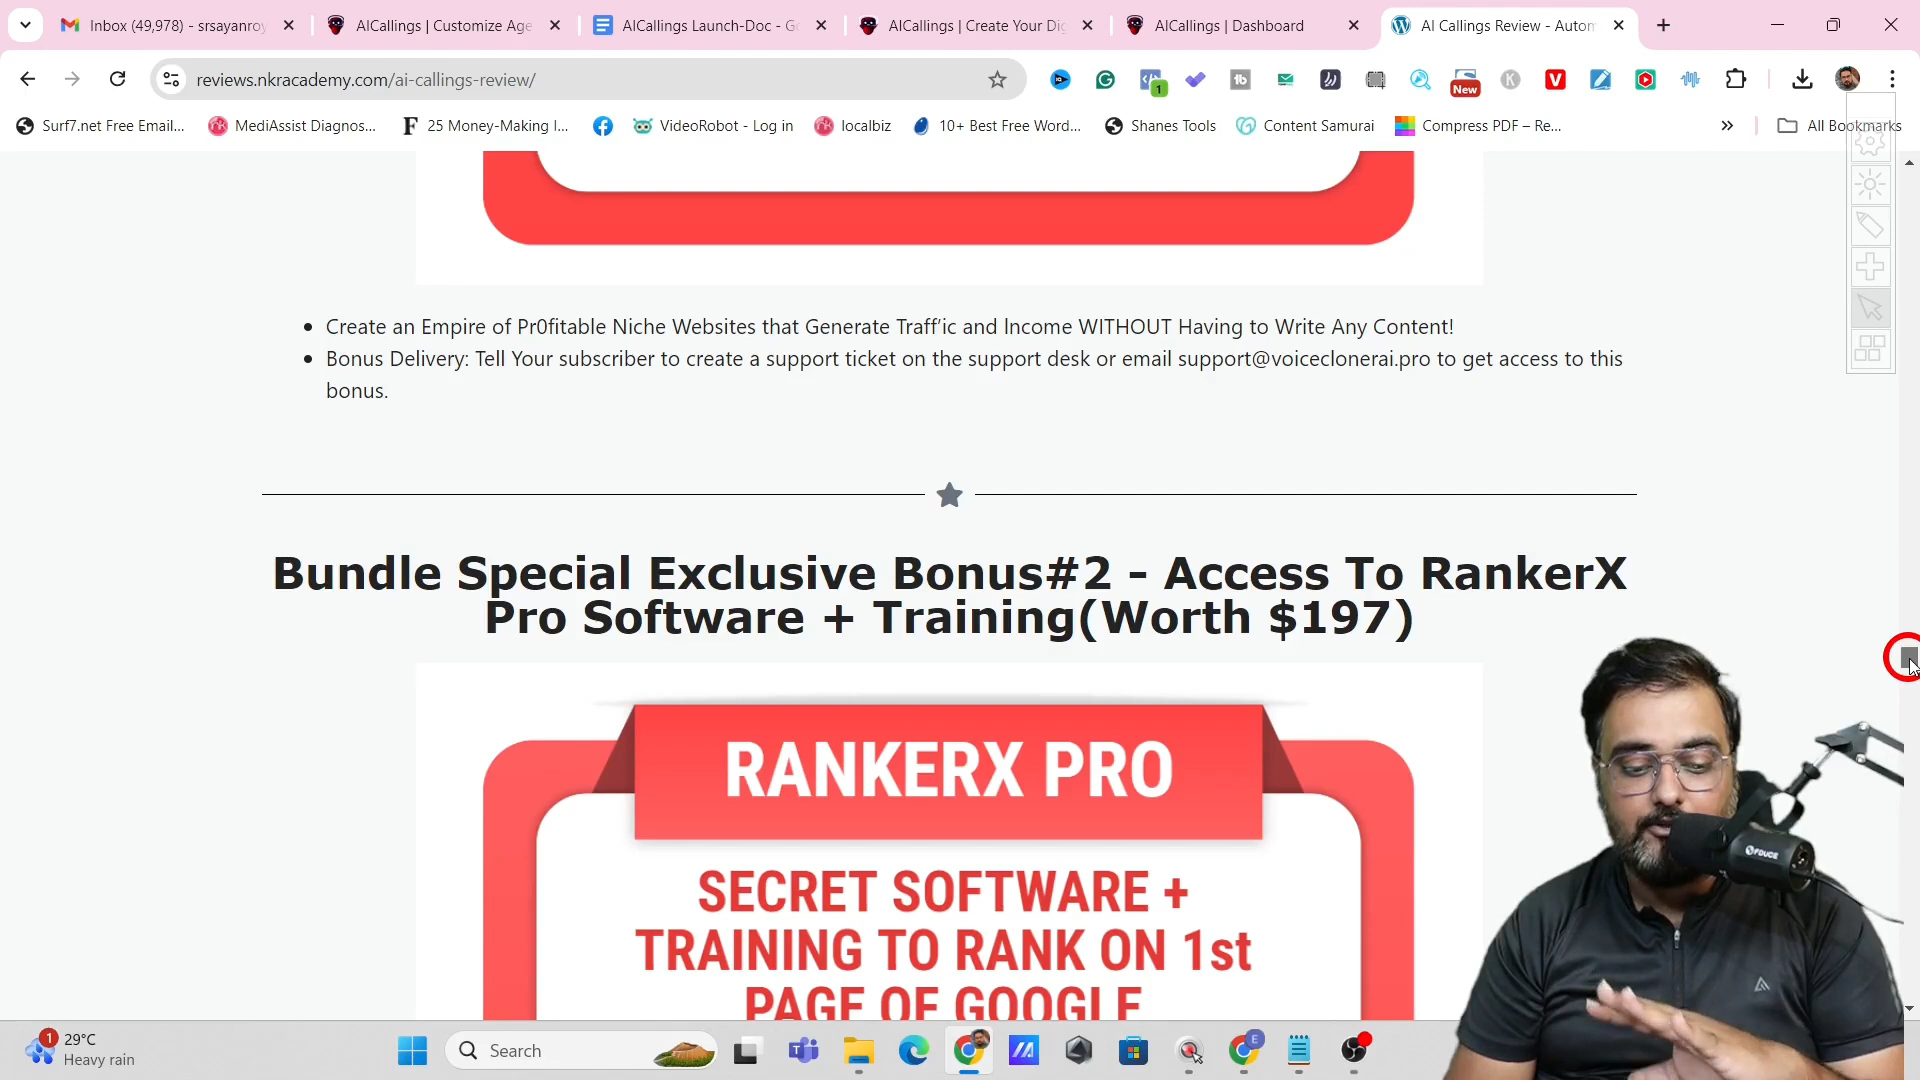 Inbox (49,978) - srsayanroy
AICallings | Customize Age
AICallings Launch-Doc - G
AICallings | Create Your Dig
AICallings | Dashboard
AI Callings Review - Autom
reviews.nkracademy.com/ai-callings-review/
1
New
Surf7.net Free Email...
MediAssist Diagnos...
25 Money-Making I...
VideoRobot - Log in
localbiz
10+ Best Free Word...
Shanes Tools
Content Samurai
Compress PDF – Re...
All Bookmarks
Create an Empire of Pr0fitable Niche Websites that Generate Traff'ic and Income WITHOUT Having to Write Any Content!
Bonus Delivery: Tell Your subscriber to create a support ticket on the support desk or email support@voiceclonerai.pro to get access to this
bonus.
Bundle Special Exclusive Bonus#2 - Access To RankerX
Pro Software + Training(Worth $197)
RANKERX PRO
SECRET SOFTWARE +
TRAINING TO RANK ON 1st
PAGE OF GOOGLE
FDUCE
1
29°C
Heavy rain
Search
E